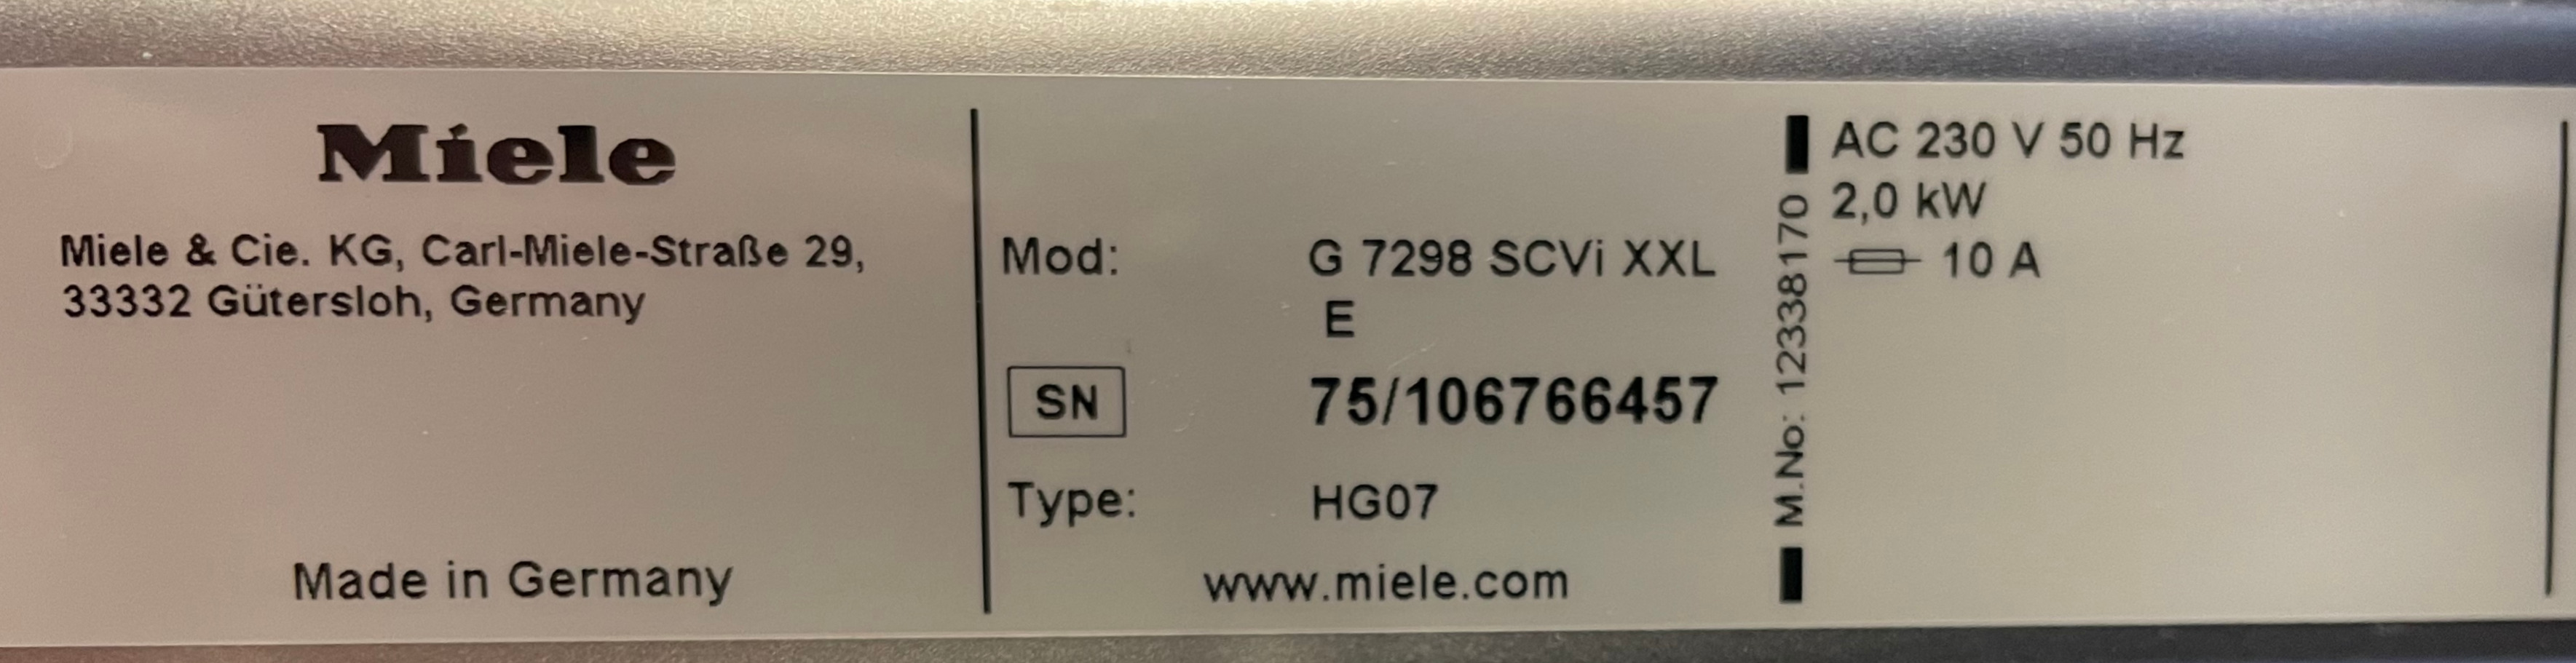 Miele
Miele & Cie. KG, Carl-Miele-Straße 29,
33332 Gütersloh, Germany
Made in Germany
Mod: G 7298 SCVi XXL
E
SN 75/106766457
Type: HG07
www.miele.com
M.No: 12338170
AC 230 V 50 Hz
2,0 kW
10 A